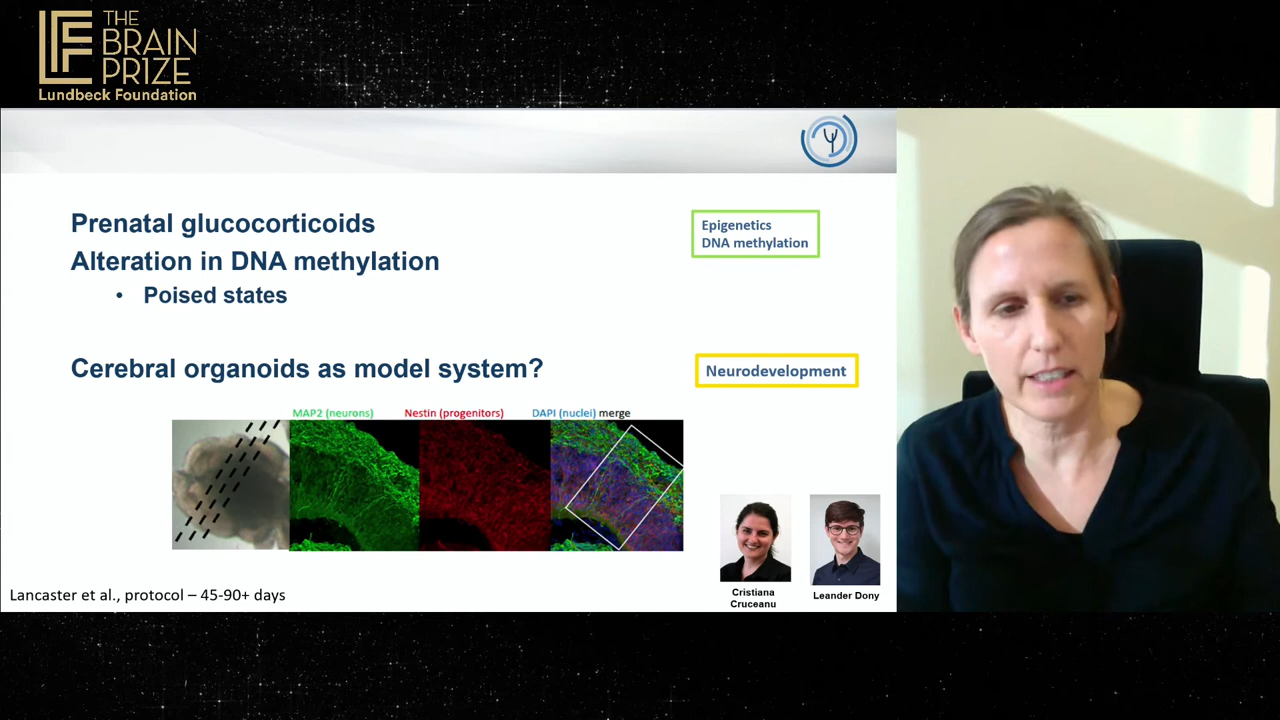 THE
BRAIN
PRIZE
Lundbeck Foundation
Prenatal glucocorticoids
Alteration in DNA methylation
• Poised states
Epigenetics
DNA methylation
Cerebral organoids as model system?
Neurodevelopment
MAP2 (neurons) Nestin (progenitors) DAPI (nuclei) merge
Cristiana
Cruceanu
Leander Dony
Lancaster et al., protocol – 45-90+ days